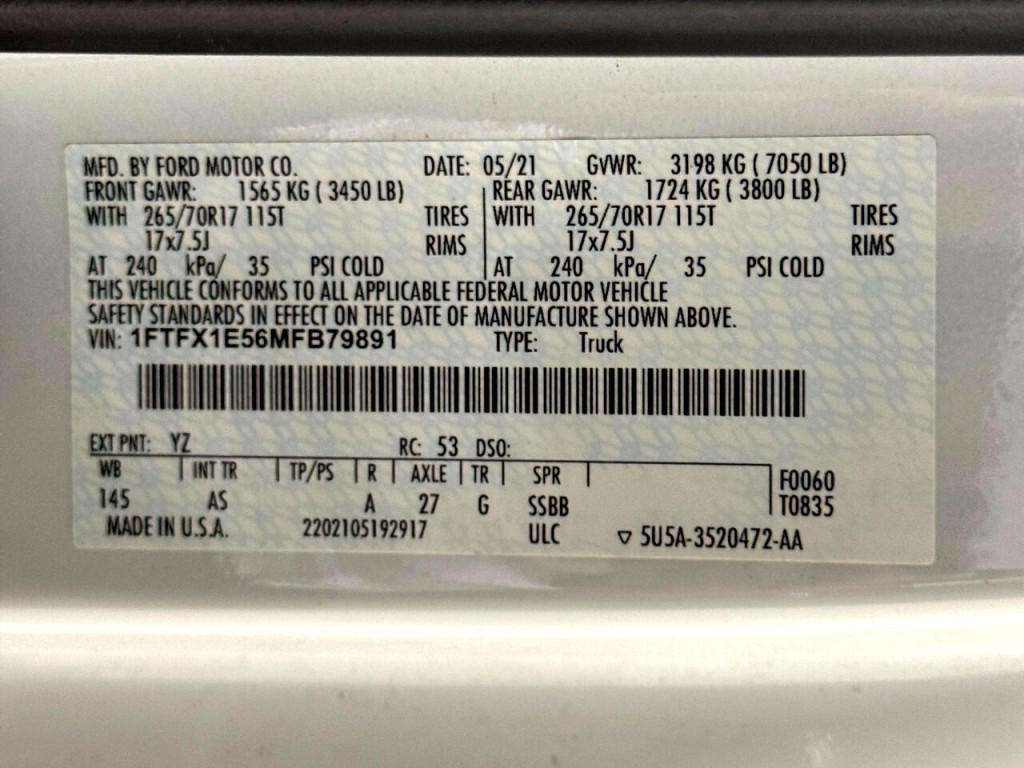 MFD. BY FORD MOTOR CO. DATE: 05/21 GVWR: 3198 KG ( 7050 LB)
FRONT GAWR: 1565 KG ( 3450 LB) REAR GAWR: 1724 KG ( 3800 LB)
WITH 265/70R17 115T TIRES WITH 265/70R17 115T TIRES
17x7.5J RIMS 17x7.5J RIMS
AT 240 kPa/ 35 PSI COLD AT 240 kPa/ 35 PSI COLD
THIS VEHICLE CONFORMS TO ALL APPLICABLE FEDERAL MOTOR VEHICLE
SAFETY STANDARDS IN EFFECT ON THE DATE OF MANUFACTURE SHOWN ABOVE.
VIN: 1FTFX1E56MFB79891 TYPE: Truck
EXT PNT: YZ RC: 53 DSO:
WB INT TR TP/PS R AXLE TR SPR F0060
145 AS A 27 G SSBB T0835
MADE IN U.S.A. 2202105192917 ULC ▽ 5U5A-3520472-AA